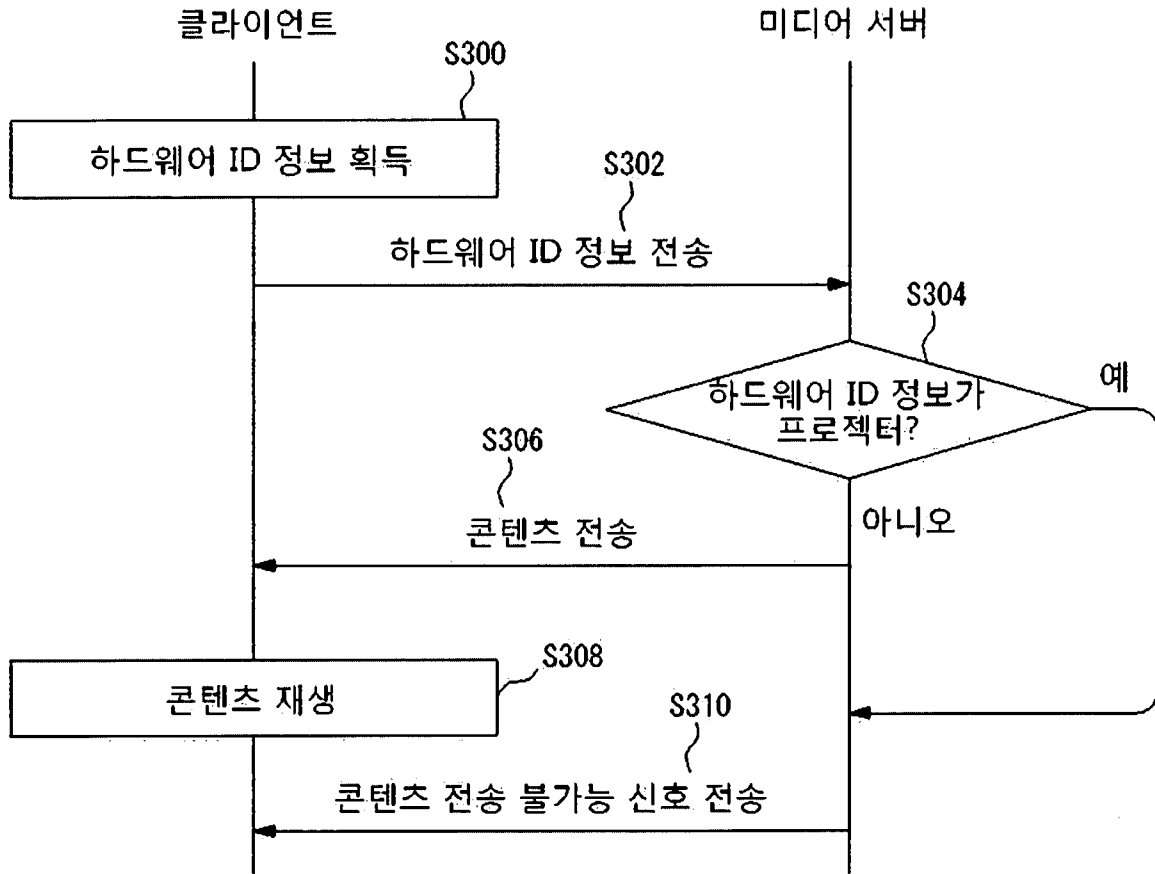 클라이언트
미디어 서버
S300
하드웨어 ID 정보 획득
S302
하드웨어 ID 정보 전송
S304
하드웨어 ID 정보가
프로젝터?
예
S306
콘텐츠 전송
아니오
S308
콘텐츠 재생
S310
콘텐츠 전송 불가능 신호 전송